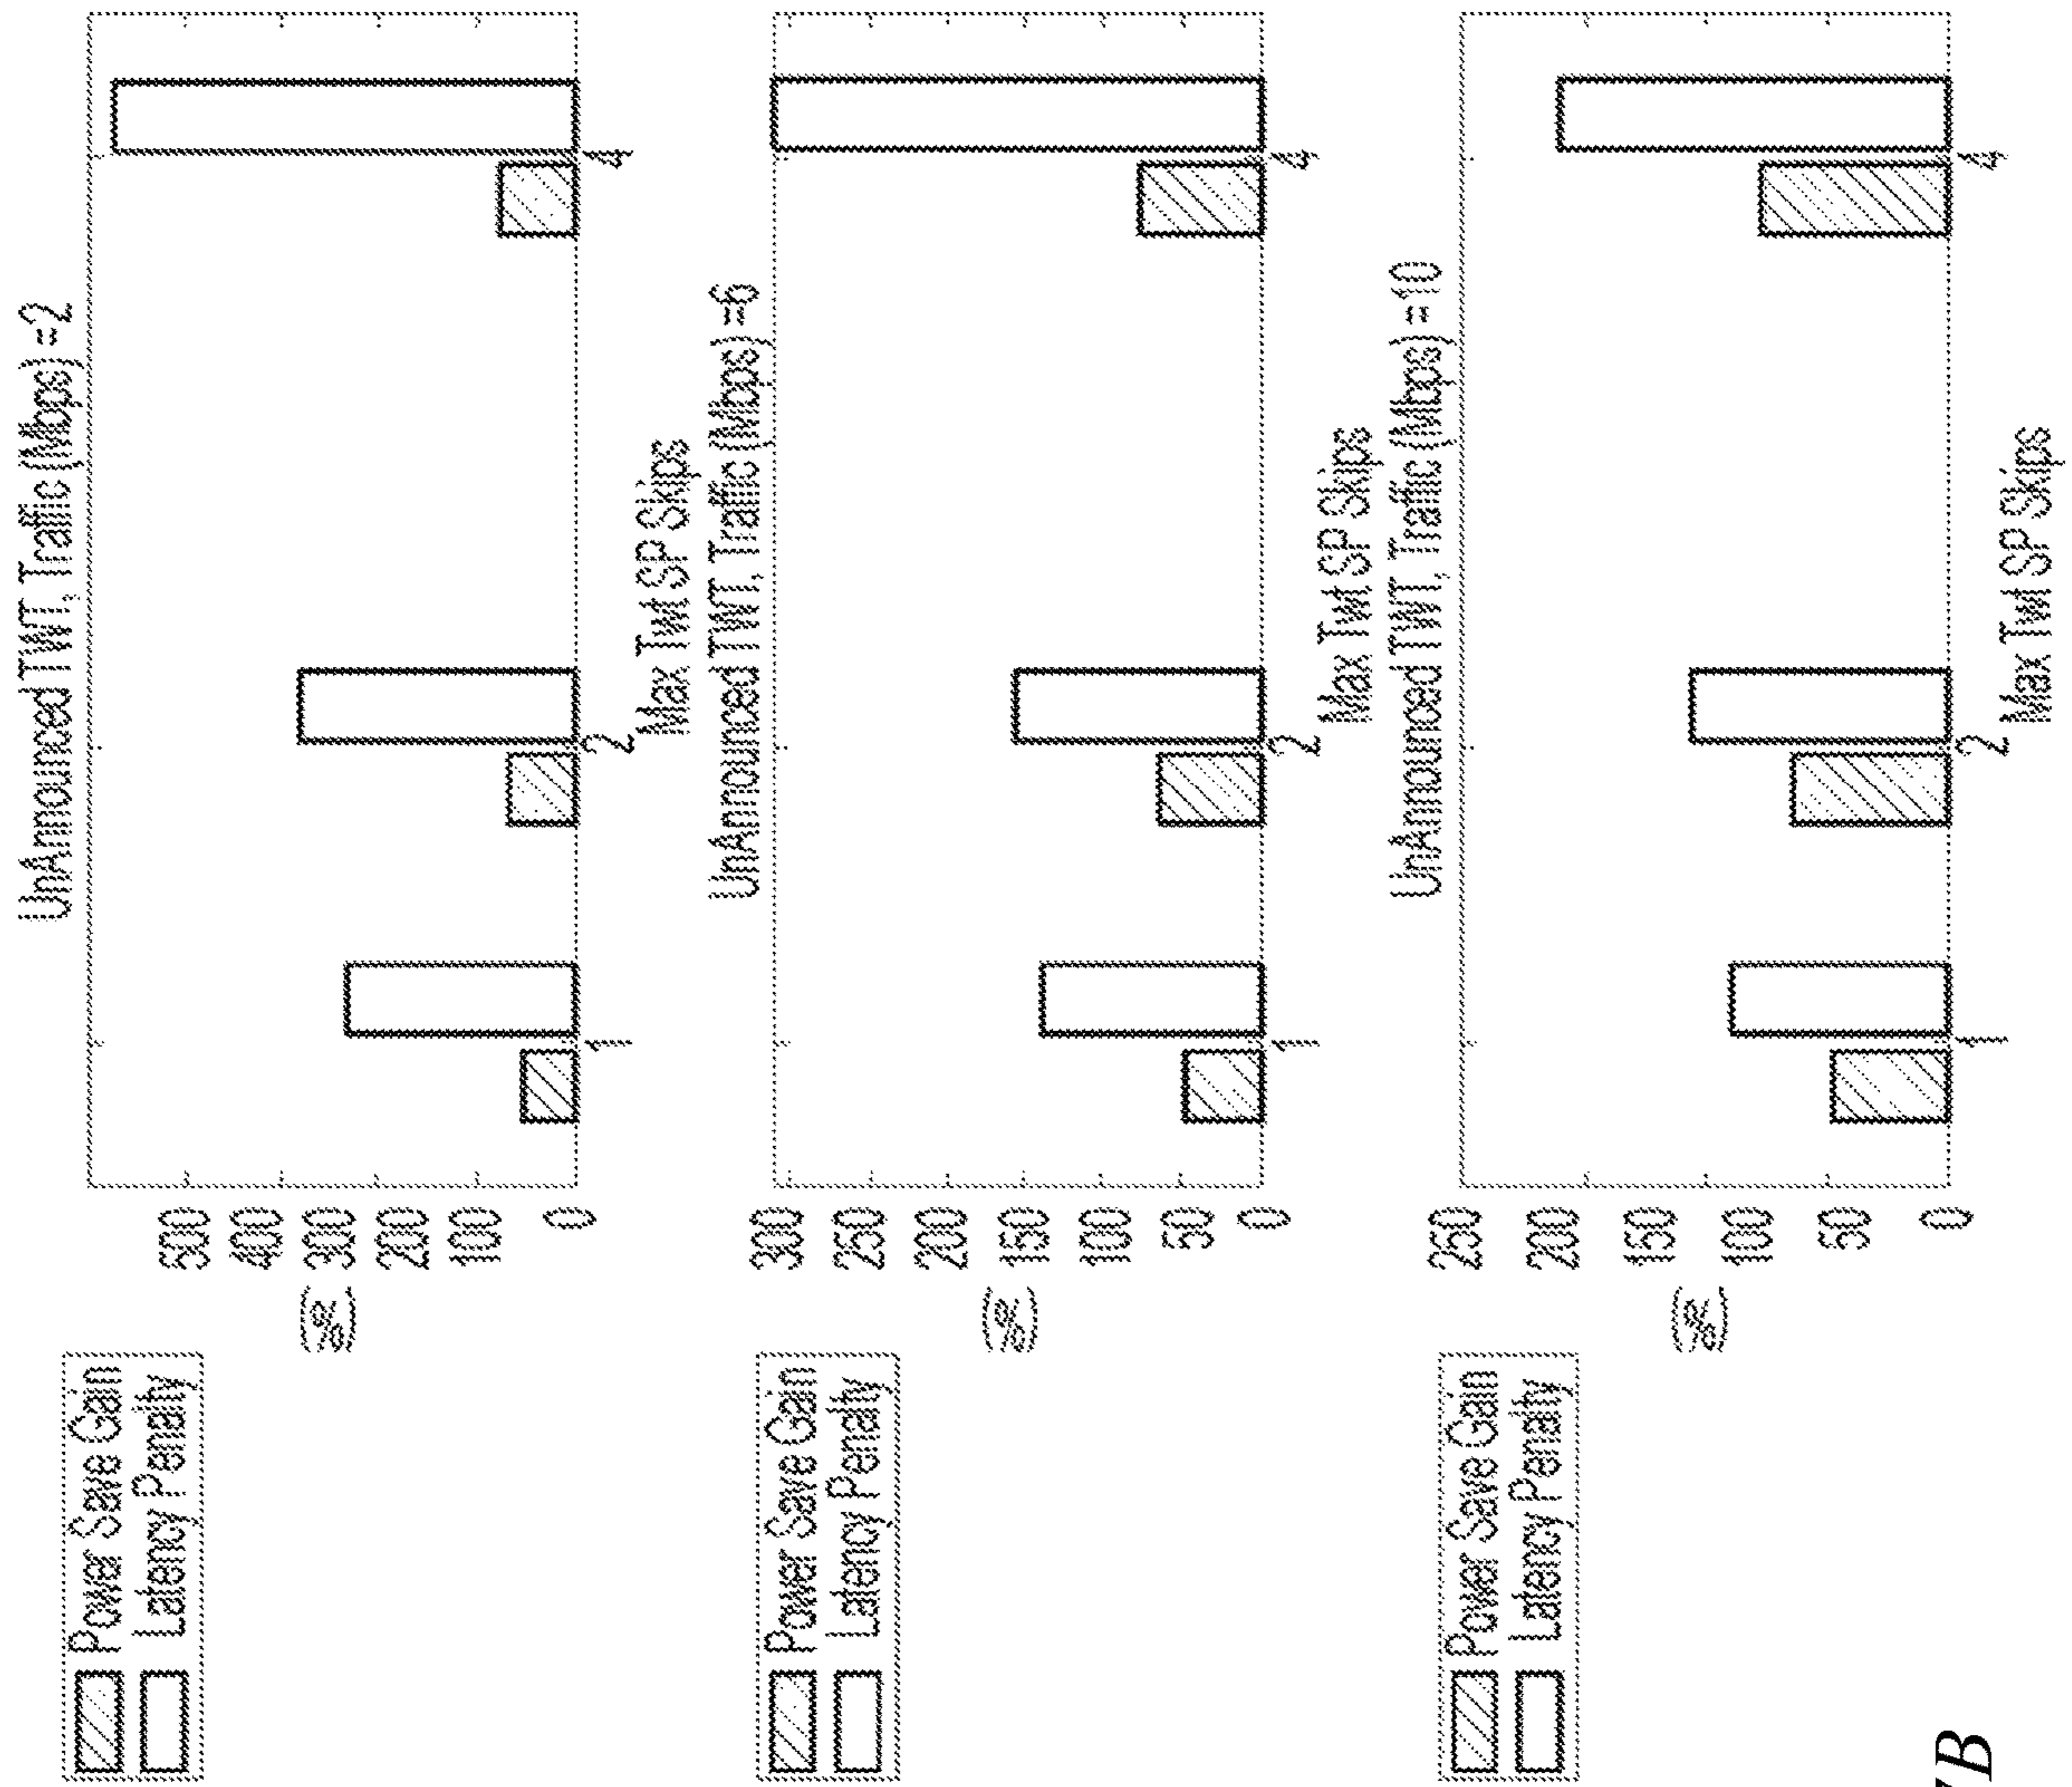 UnAnnounced TWT, Traffic (Mbps) =2
Power Save Gain
Latency Penalty
(%)
500
400
300
200
100
0
1
2
4
Max Twt SP Skips
UnAnnounced TWT, Traffic (Mbps) =6
Power Save Gain
Latency Penalty
(%)
300
250
200
150
100
50
0
1
2
4
Max Twt SP Skips
UnAnnounced TWT, Traffic (Mbps) =10
Power Save Gain
Latency Penalty
(%)
250
200
150
100
50
0
1
2
4
Max Twt SP Skips